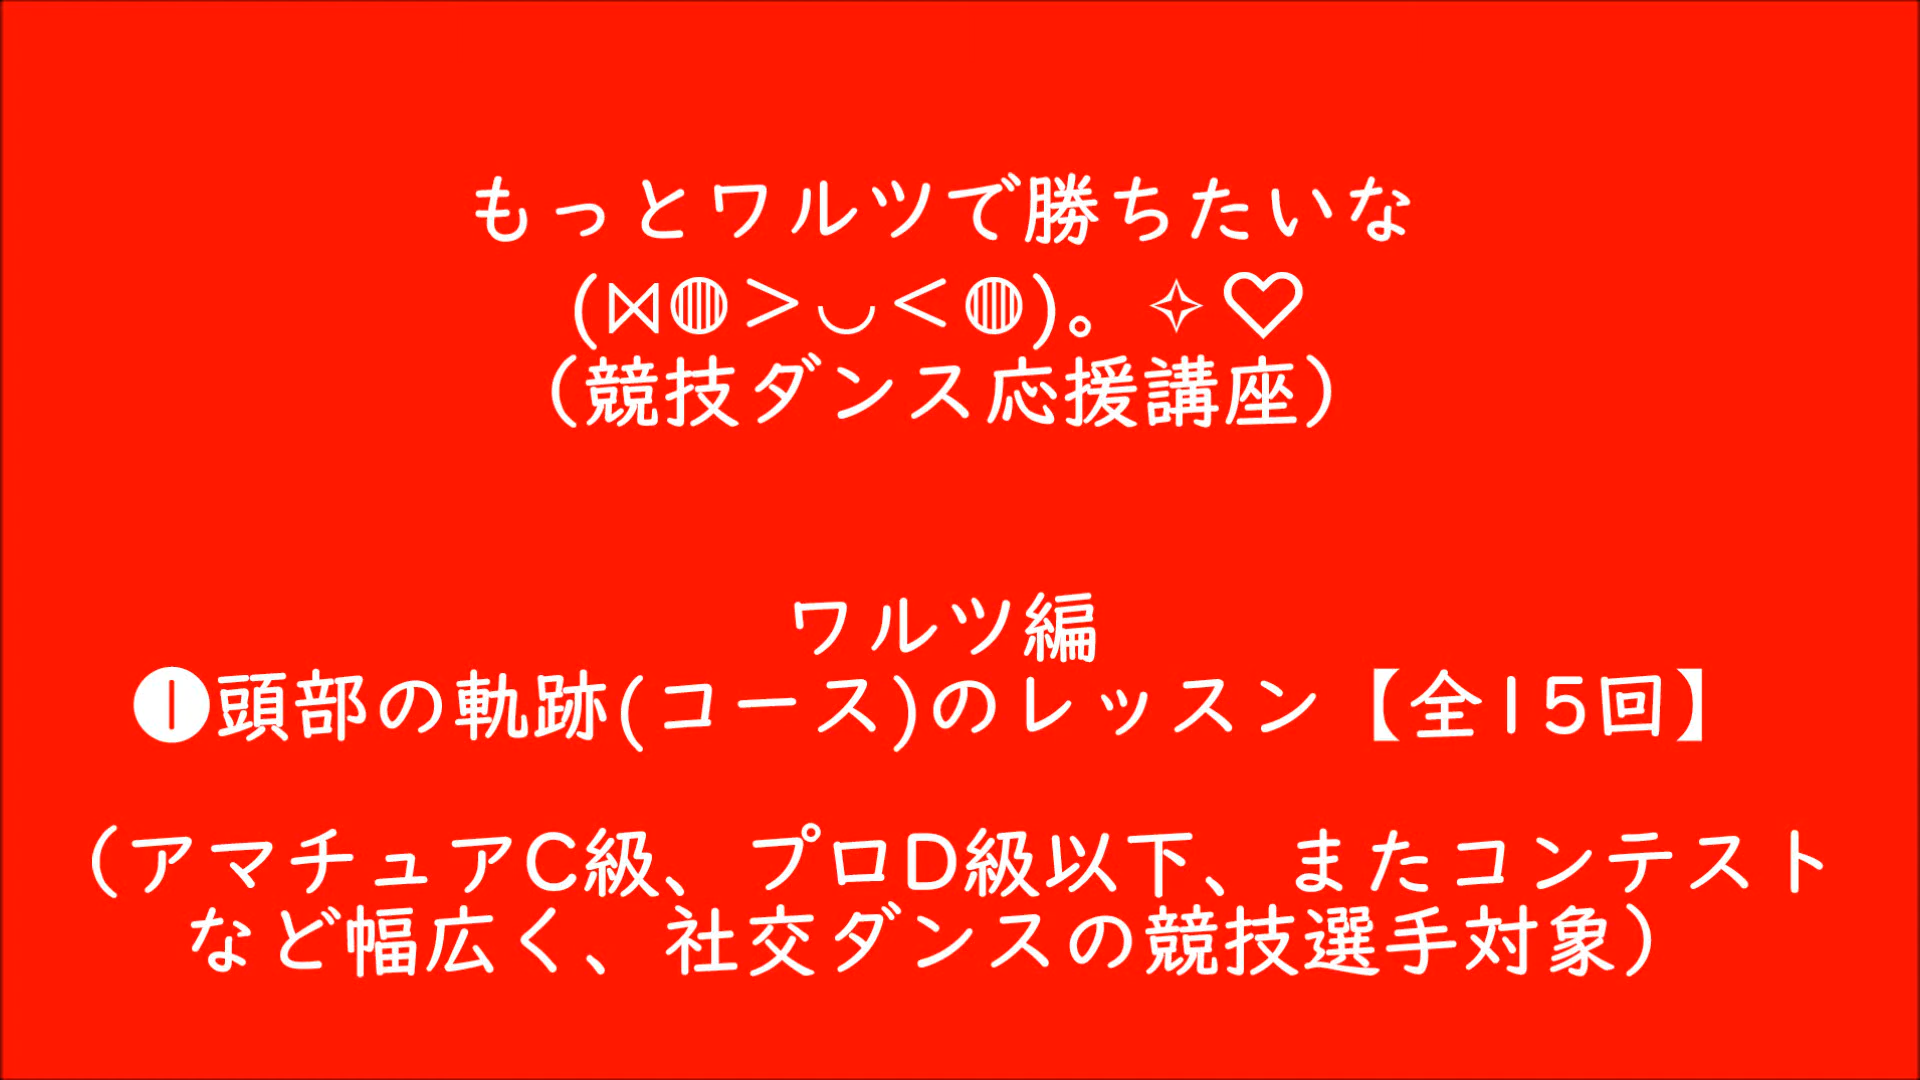 もっとワルツで勝ちたいな
(⋈◍＞◡＜◍)。✧♡
（競技ダンス応援講座）
ワルツ編
❶頭部の軌跡(コース)のレッスン【全15回】
（アマチュアC級、プロD級以下、またコンテスト
など幅広く、社交ダンスの競技選手対象）